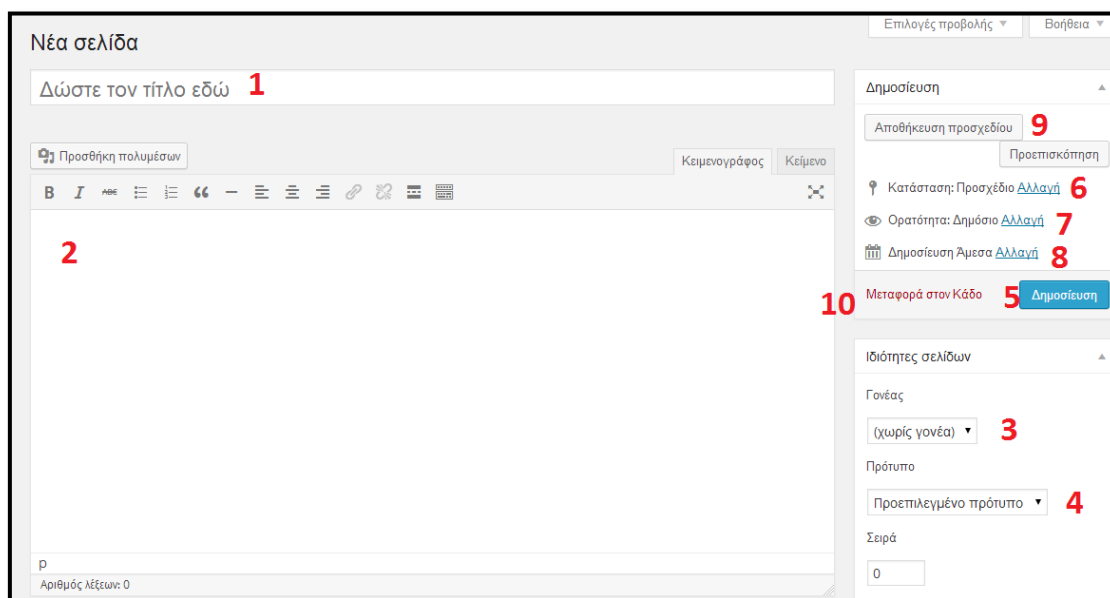 Επιλογές προβολής Βοήθεια
Νέα σελίδα
Δώστε τον τίτλο εδώ 1
Προσθήκη πολυμέσων
Κειμενογράφος Κείμενο
B I ABC
2
p
Αριθμός λέξεων: 0
Δημοσίευση
Αποθήκευση προσχεδίου 9
Προεπισκόπηση
Κατάσταση: Προσχέδιο Αλλαγή 6
Ορατότητα: Δημόσιο Αλλαγή 7
Δημοσίευση Άμεσα Αλλαγή 8
10 Μεταφορά στον Κάδο 5 Δημοσίευση
Ιδιότητες σελίδων
Γονέας
(χωρίς γονέα) 3
Πρότυπο
Προεπιλεγμένο πρότυπο 4
Σειρά
0